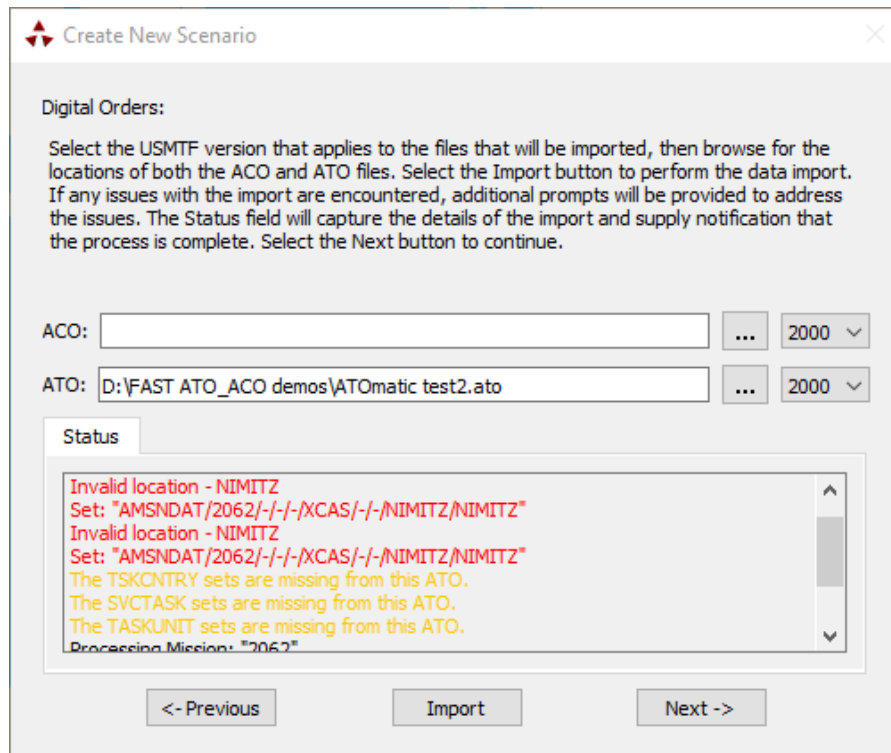 Create New Scenario
Digital Orders:
Select the USMTF version that applies to the files that will be imported, then browse for the
locations of both the ACO and ATO files. Select the Import button to perform the data import.
If any issues with the import are encountered, additional prompts will be provided to address
the issues. The Status field will capture the details of the import and supply notification that
the process is complete. Select the Next button to continue.
ACO: ... 2000
ATO: D:\FAST ATO_ACO demos\ATOmatic test2.ato ... 2000
Status
Invalid location - NIMITZ
Set: "AMSNDAT/2062/-/-/-/XCAS/-/-/NIMITZ/NIMITZ"
Invalid location - NIMITZ
Set: "AMSNDAT/2062/-/-/-/XCAS/-/-/NIMITZ/NIMITZ"
The TSKCNTRY sets are missing from this ATO.
The SVCTASK sets are missing from this ATO.
The TASKUNIT sets are missing from this ATO.
Processing Mission: "2062"
<- Previous Import Next ->